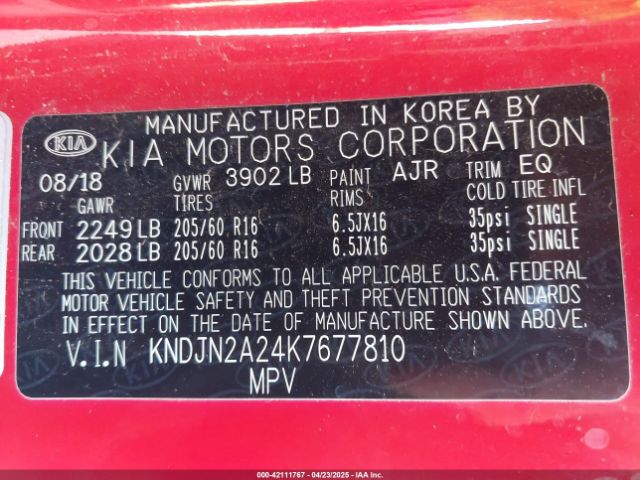 MANUFACTURED IN KOREA BY
KIA KIA MOTORS CORPORATION
08/18 GVWR 3902 LB PAINT AJR TRIM EQ
GAWR TIRES RIMS COLD TIRE INFL
FRONT 2249 LB 205/60 R16 6.5JX16 35psi SINGLE
REAR 2028 LB 205/60 R16 6.5JX16 35psi SINGLE
THIS VEHICLE CONFORMS TO ALL APPLICABLE U.S.A. FEDERAL
MOTOR VEHICLE SAFETY AND THEFT PREVENTION STANDARDS
IN EFFECT ON THE DATE OF MANUFACTURE SHOWN ABOVE.
V.I.N KNDJN2A24K7677810
MPV
000-42111767 - 04/23/2025 - IAAI.COM